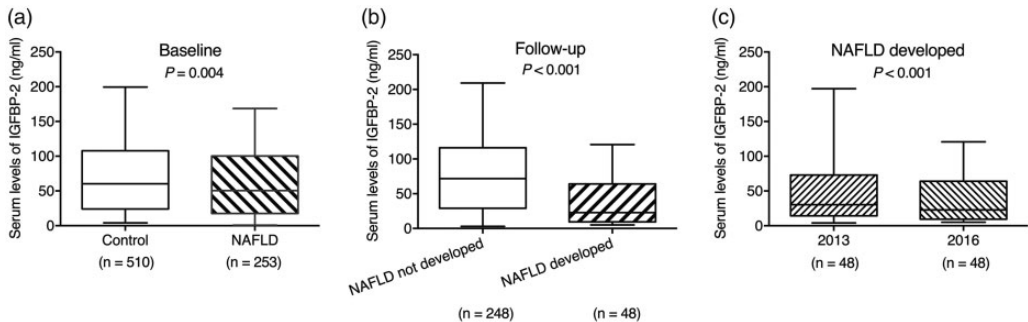 (a)
Baseline
P = 0.004
Serum levels of IGFBP-2 (ng/ml)
250
200
150
100
50
0
Control
NAFLD
(n = 510)
(n = 253)
(b)
Follow-up
P < 0.001
Serum levels of IGFBP-2 (ng/ml)
250
200
150
100
50
0
NAFLD not developed
NAFLD developed
(n = 248)
(n = 48)
(c)
NAFLD developed
P < 0.001
Serum levels of IGFBP-2 (ng/ml)
250
200
150
100
50
0
2013
2016
(n = 48)
(n = 48)